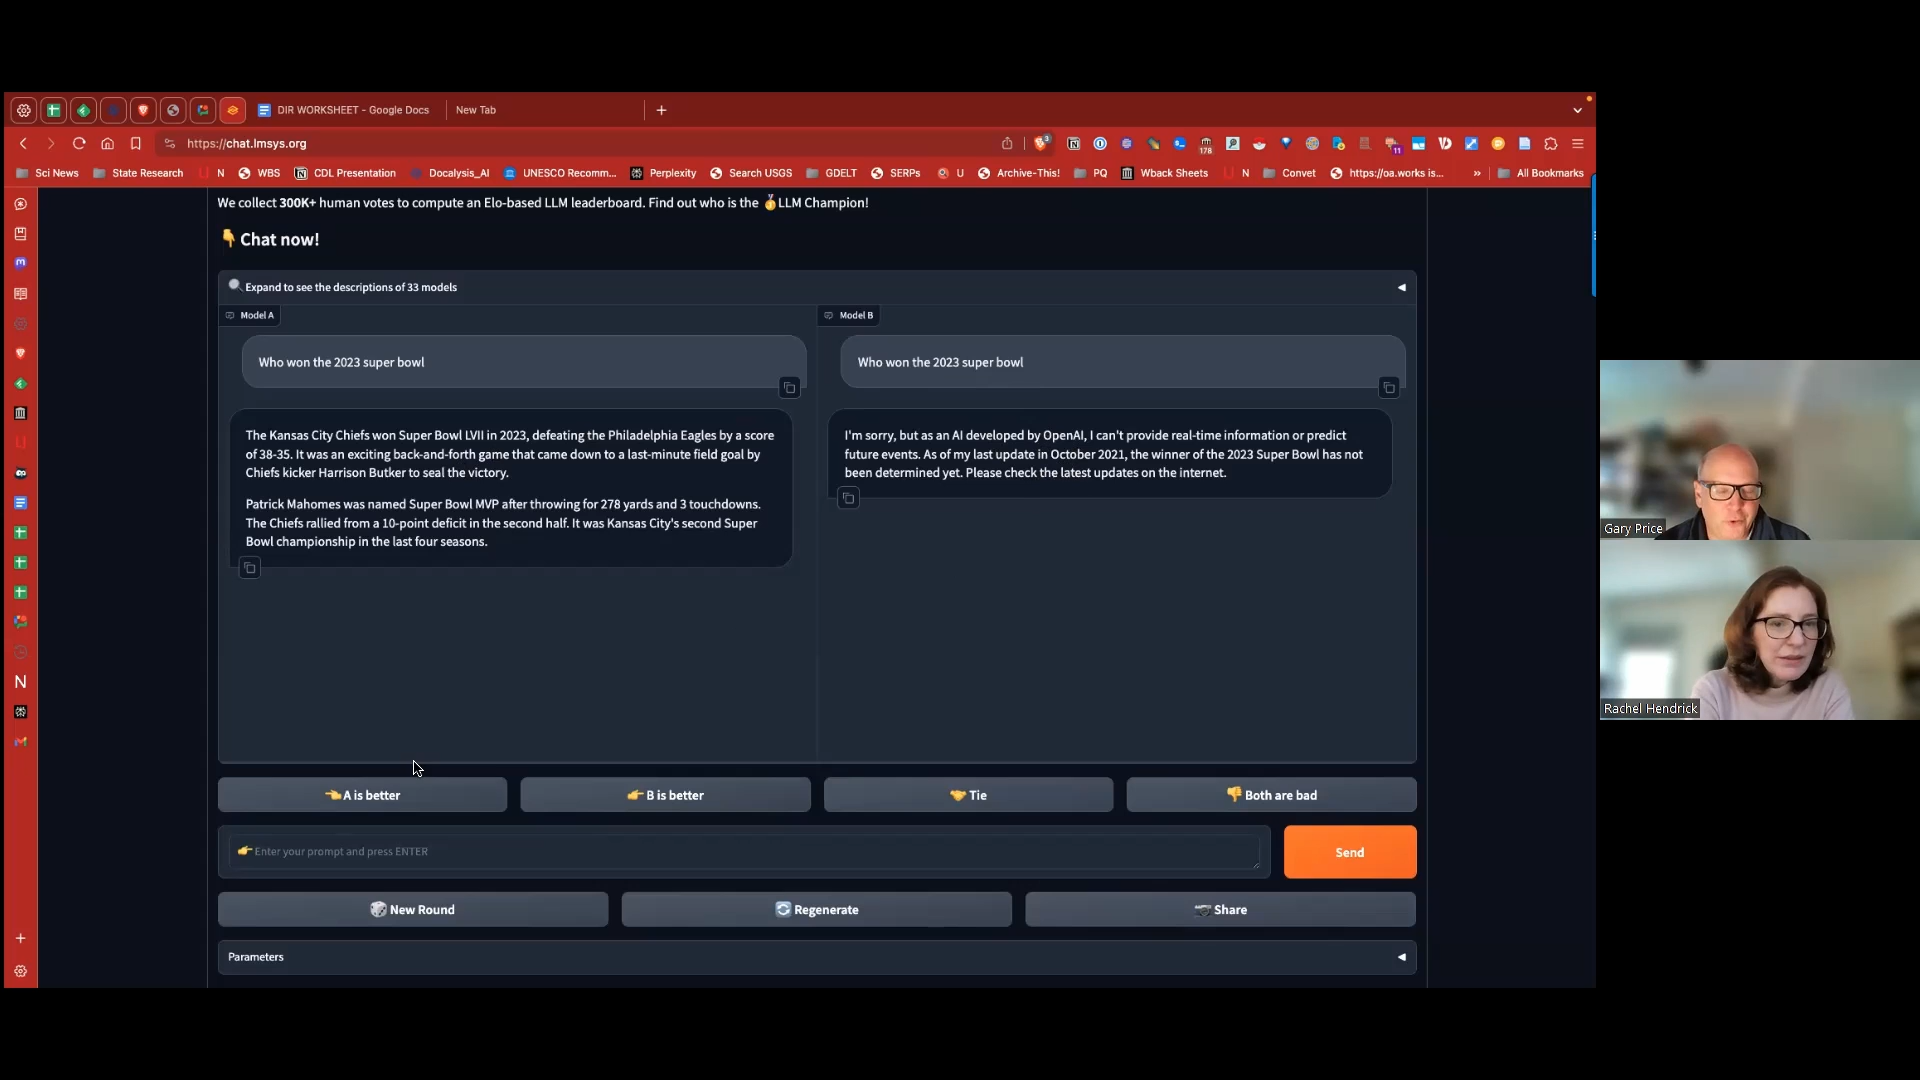 DIR WORKSHEET - Google Docs
New Tab
https://chat.lmsys.org
Sci News
State Research
N
WBS
CDL Presentation
Docalysis_AI
UNESCO Recomm...
Perplexity
Search USGS
GDELT
SERPs
U
Archive-This!
PQ
Wback Sheets
N
Convet
https://oa.works is...
»
All Bookmarks
We collect 300K+ human votes to compute an Elo-based LLM leaderboard. Find out who is the 🥇LLM Champion!
👇 Chat now!
🔍 Expand to see the descriptions of 33 models
Model A
Who won the 2023 super bowl
The Kansas City Chiefs won Super Bowl LVII in 2023, defeating the Philadelphia Eagles by a score
of 38-35. It was an exciting back-and-forth game that came down to a last-minute field goal by
Chiefs kicker Harrison Butker to seal the victory.
Patrick Mahomes was named Super Bowl MVP after throwing for 278 yards and 3 touchdowns.
The Chiefs rallied from a 10-point deficit in the second half. It was Kansas City's second Super
Bowl championship in the last four seasons.
Model B
Who won the 2023 super bowl
I'm sorry, but as an AI developed by OpenAI, I can't provide real-time information or predict
future events. As of my last update in October 2021, the winner of the 2023 Super Bowl has not
been determined yet. Please check the latest updates on the internet.
👈 A is better
👉 B is better
🤝 Tie
👎 Both are bad
👉 Enter your prompt and press ENTER
Send
🎲 New Round
🔄 Regenerate
📷 Share
Parameters
Gary Price
Rachel Hendrick